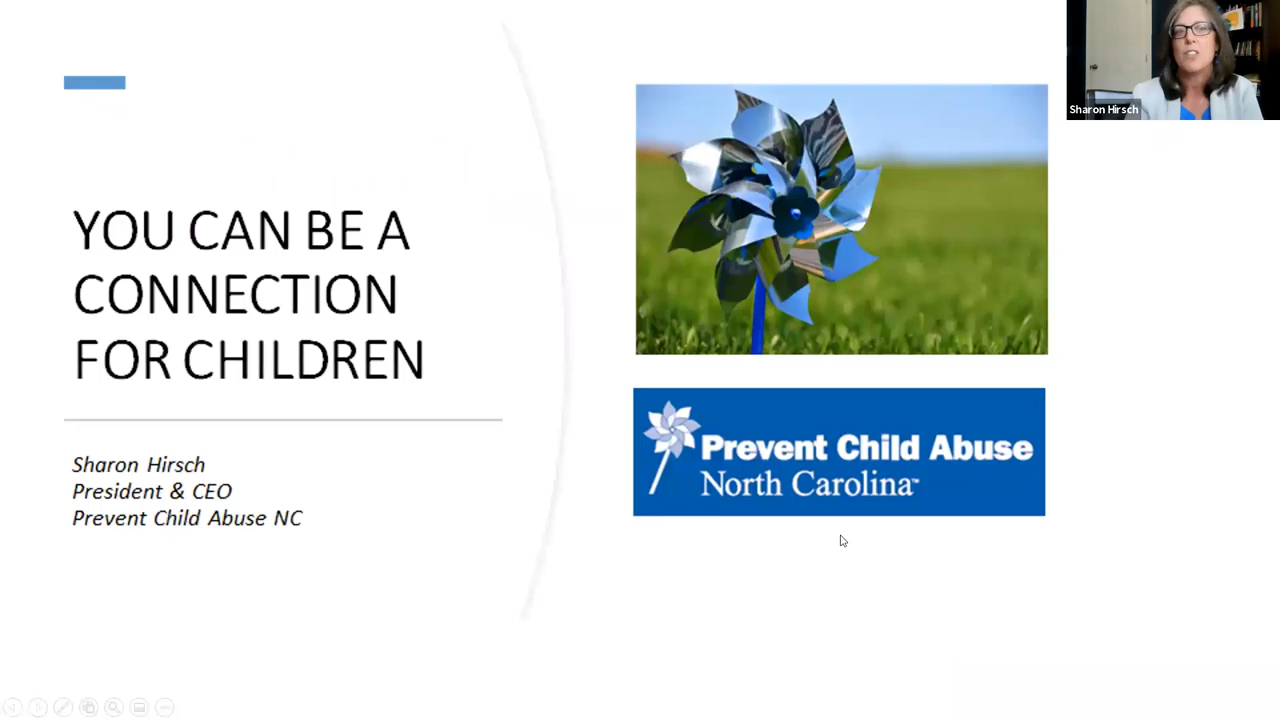 YOU CAN BE A
CONNECTION
FOR CHILDREN
Sharon Hirsch
President & CEO
Prevent Child Abuse NC
Prevent Child Abuse
North Carolina™
Sharon Hirsch